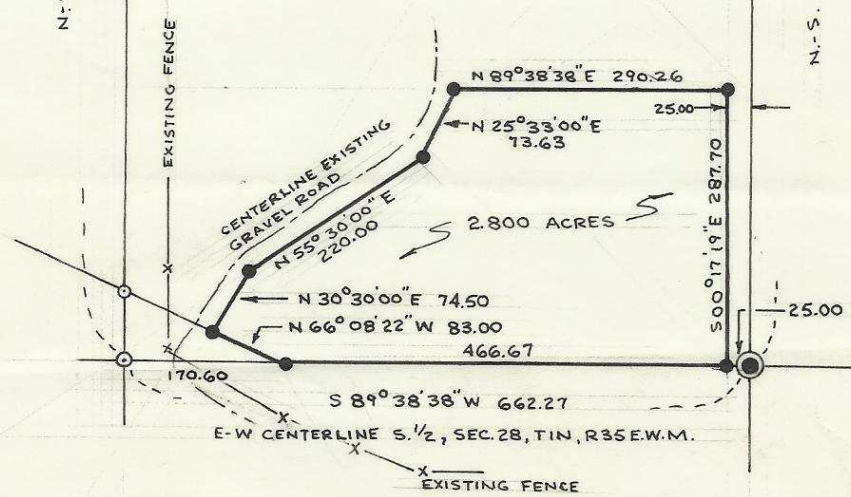 N.-S.
N.-S.
EXISTING FENCE
N 89°38'38"E 290.26
25.00
N 25°33'00"E
73.63
CENTERLINE EXISTING
GRAVEL ROAD
N 55°30'00"E
220.00
2.800 ACRES
S00°17'19"E 287.70
N 30°30'00"E 74.50
25.00
N 66°08'22"W 83.00
466.67
170.60
S 89°38'38"W 662.27
E-W CENTERLINE S.1/2, SEC.28, T1N, R35E.W.M.
EXISTING FENCE